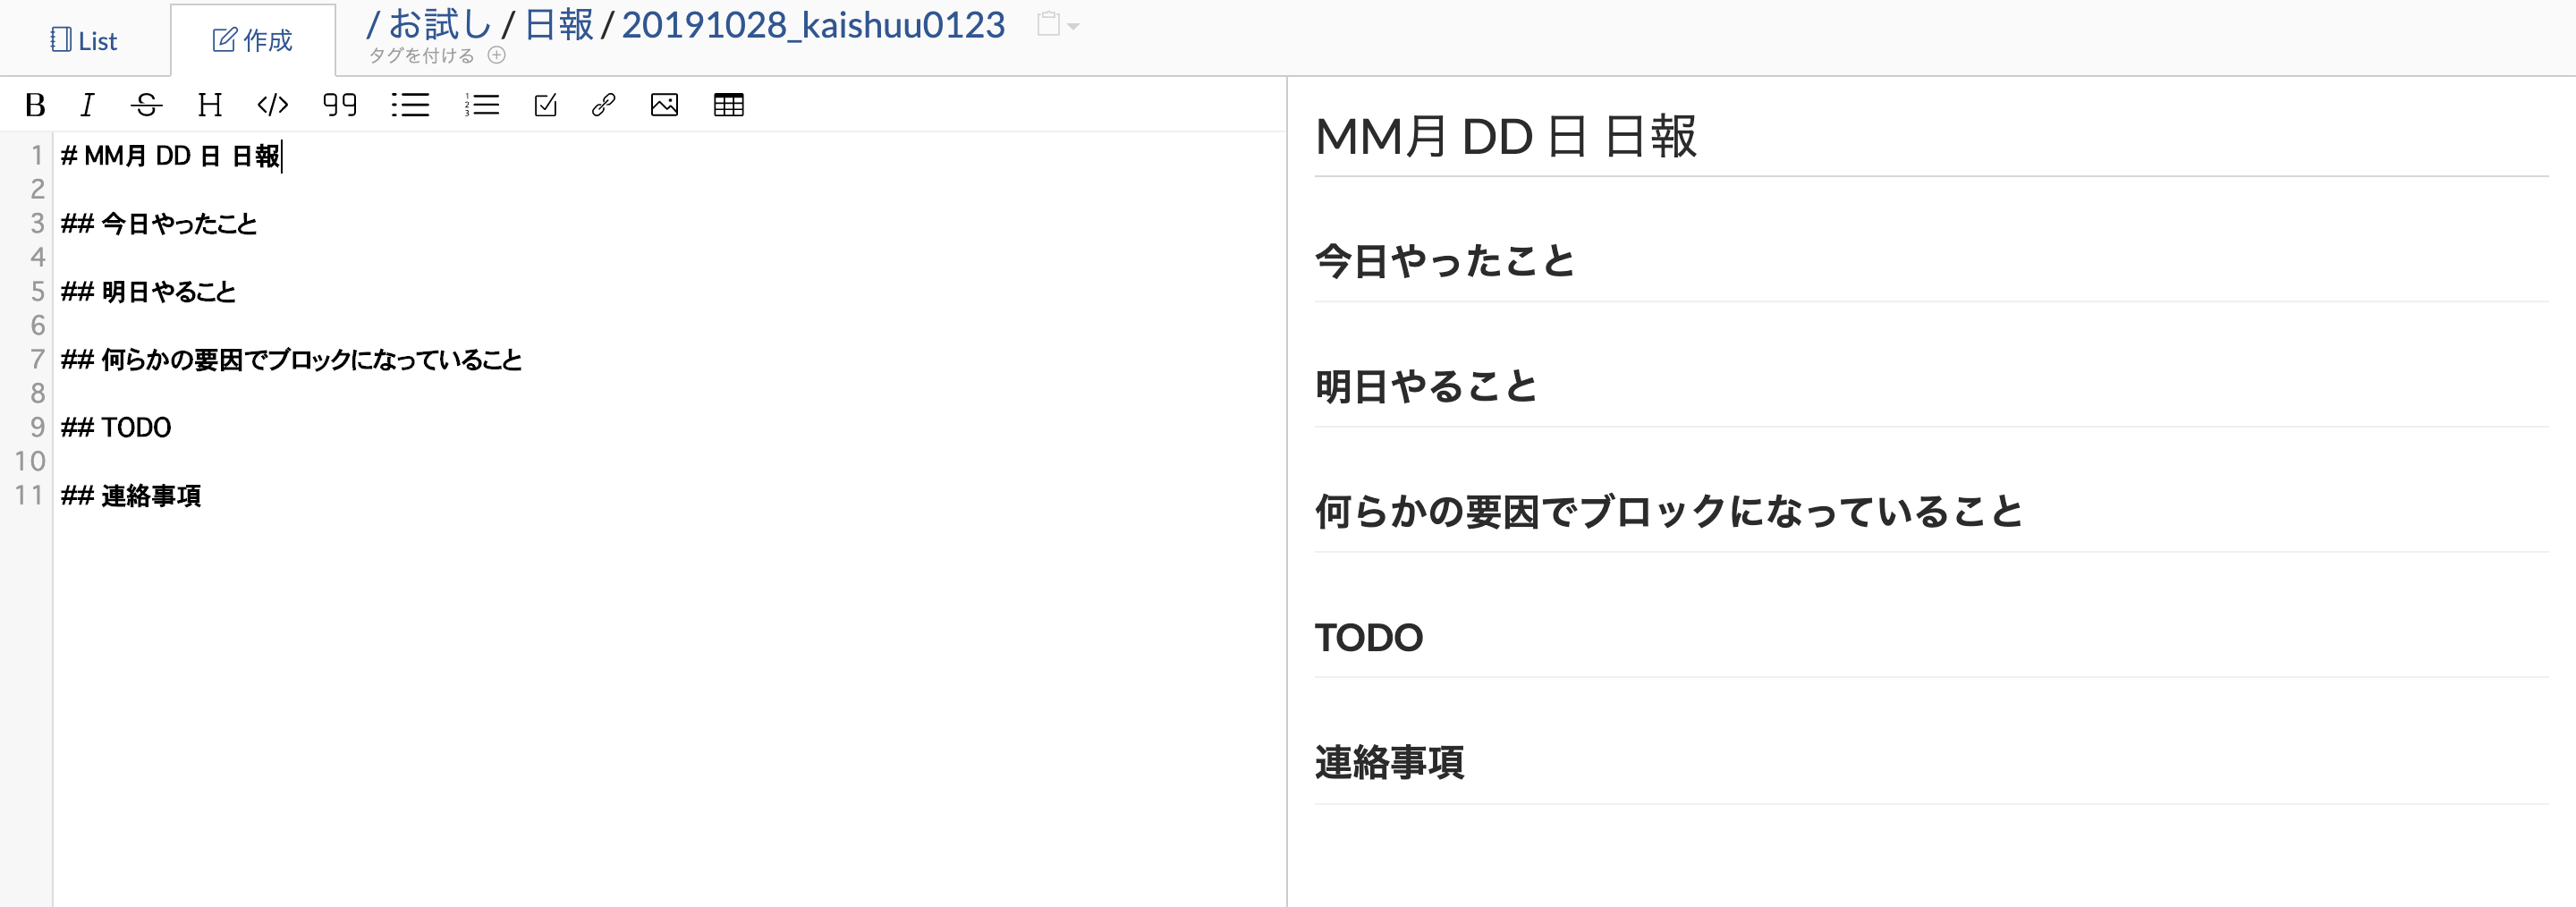 List
作成
/ お試し / 日報 / 20191028_kaishuu0123
タグを付ける
B I S H </> 99
1 # MM月 DD 日 日報
2
3 ## 今日やったこと
4
5 ## 明日やること
6
7 ## 何らかの要因でブロックになっていること
8
9 ## TODO
10
11 ## 連絡事項
MM月 DD 日 日報
今日やったこと
明日やること
何らかの要因でブロックになっていること
TODO
連絡事項